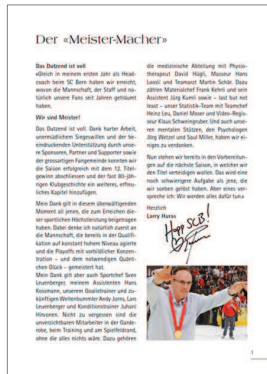 Der «Meister-Macher»
Das Dutzend ist voll
«Gleich in meinem ersten Jahr als Head-
coach beim SC Bern haben wir erreicht,
wovon die Mannschaft, der Staff und na-
türlich unsere Fans seit Jahren geträumt
haben.
Wir sind Meister!
Das Dutzend ist voll. Dank harter Arbeit,
unermüdlichem Siegeswillen und der be-
eindruckenden Unterstützung durch unse-
re Sponsoren, Partner und Supporter sowie
der grossartigen Fangemeinde konnten wir
die Saison erfolgreich mit dem 12. Titel-
gewinn abschliessen und der fast 80-jähri-
gen Klubgeschichte ein weiteres, erfreu-
liches Kapitel hinzufügen.
Mein Dank gilt in diesem überwältigenden
Moment all jenen, die zum Erreichen die-
ser sportlichen Höchstleistung beigetragen
haben. Dabei denke ich natürlich zuerst an
die Mannschaft, die bereits in der Quali-
kation auf konstant hohem Niveau agierte
und die Playoffs mit vorbildlicher Konzen-
tration – und dem notwendigen Quänt-
chen Glück – gemeistert hat.
Mein Dank gilt aber auch Sportchef Sven
Leuenberger, meinem Assistenten Hans
Kossmann, unserem Goalietrainer und zu-
künftigen Weltenbummler Andy Jorns, Lars
Leuenberger und Konditionstrainer Juhani
Hirvonen. Nicht zu vergessen sind die
unverzichtbaren Mitarbeiter in der Garde-
robe, beim Training und am Spielfeldrand,
ohne die alles nichts wäre. Dazu gehören
die medizinische Abteilung mit Physio-
therapeut David Hügli, Masseur Hans
Loosli und Teamarzt Martin Schär. Dazu
zählen Materialchef Frank Kehrli und sein
Assistent Jürg Kumli sowie – last but not
least – unser Statistik-Team mit Teamchef
Heinz Leu, Daniel Moser und Video-Regis-
seur Klaus Schweingruber. Und auch unse-
ren mentalen Stützen, den Psychologen
Jörg Wetzel und Saul Miller, haben wir ei-
niges zu verdanken.
Nun stehen wir bereits in den Vorbereitun-
gen auf die nächste Saison, in welcher wir
den Titel verteidigen wollen. Das wird eine
noch schwierigere Aufgabe als jene, die
wir soeben gelöst haben. Aber eines ver-
spreche ich: Wir werden alles dafür tun.»
Herzlich
Larry Huras
Hopp SCB!
1